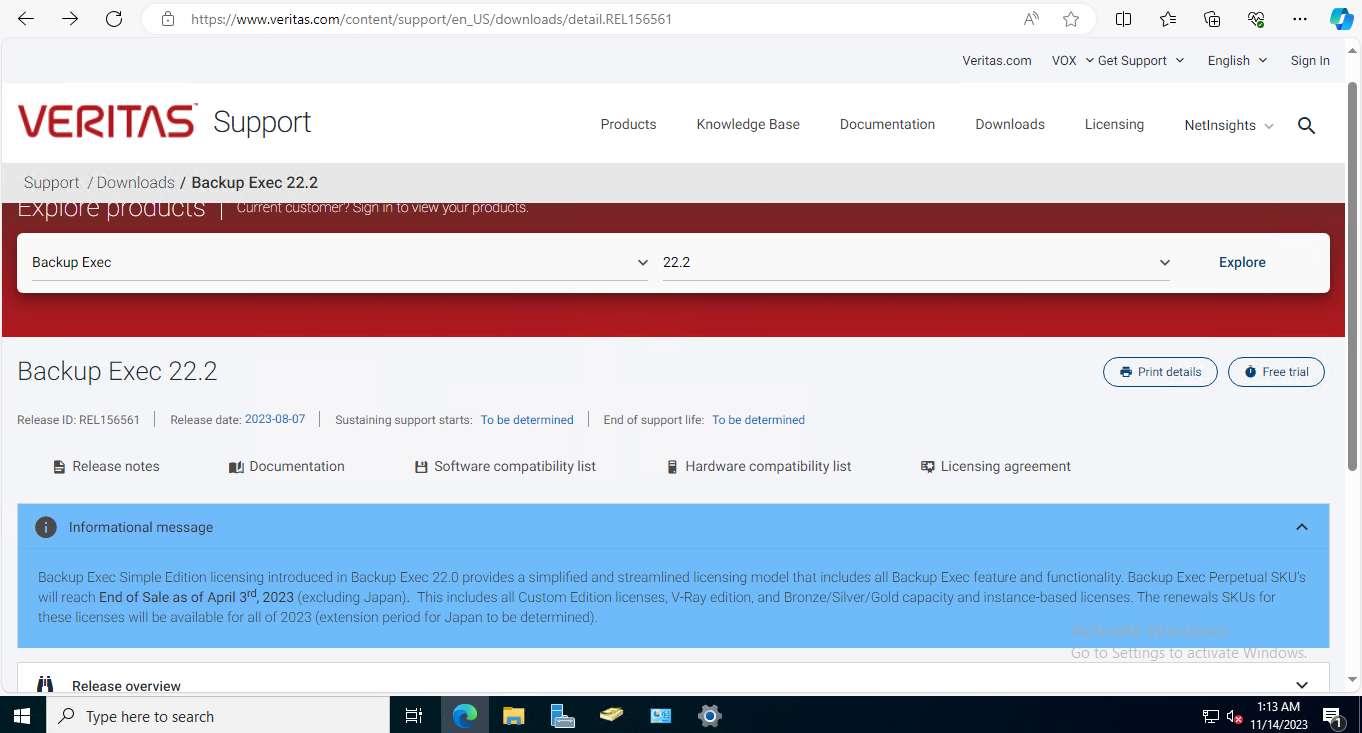 https://www.veritas.com/content/support/en_US/downloads/detail.REL156561
Veritas.com VOX Get Support English Sign In
VERITAS™ Support
Products Knowledge Base Documentation Downloads Licensing NetInsights
Support / Downloads / Backup Exec 22.2
Explore products Current customer? Sign in to view your products.
Backup Exec 22.2 Explore
Backup Exec 22.2 Print details Free trial
Release ID: REL156561 Release date: 2023-08-07 Sustaining support starts: To be determined End of support life: To be determined
Release notes Documentation Software compatibility list Hardware compatibility list Licensing agreement
Informational message
Backup Exec Simple Edition licensing introduced in Backup Exec 22.0 provides a simplified and streamlined licensing model that includes all Backup Exec feature and functionality. Backup Exec Perpetual SKU's
will reach End of Sale as of April 3rd, 2023 (excluding Japan). This includes all Custom Edition licenses, V-Ray edition, and Bronze/Silver/Gold capacity and instance-based licenses. The renewals SKUs for
these licenses will be available for all of 2023 (extension period for Japan to be determined).
Activate Windows
Go to Settings to activate Windows.
Release overview
Type here to search
1:13 AM
11/14/2023
1